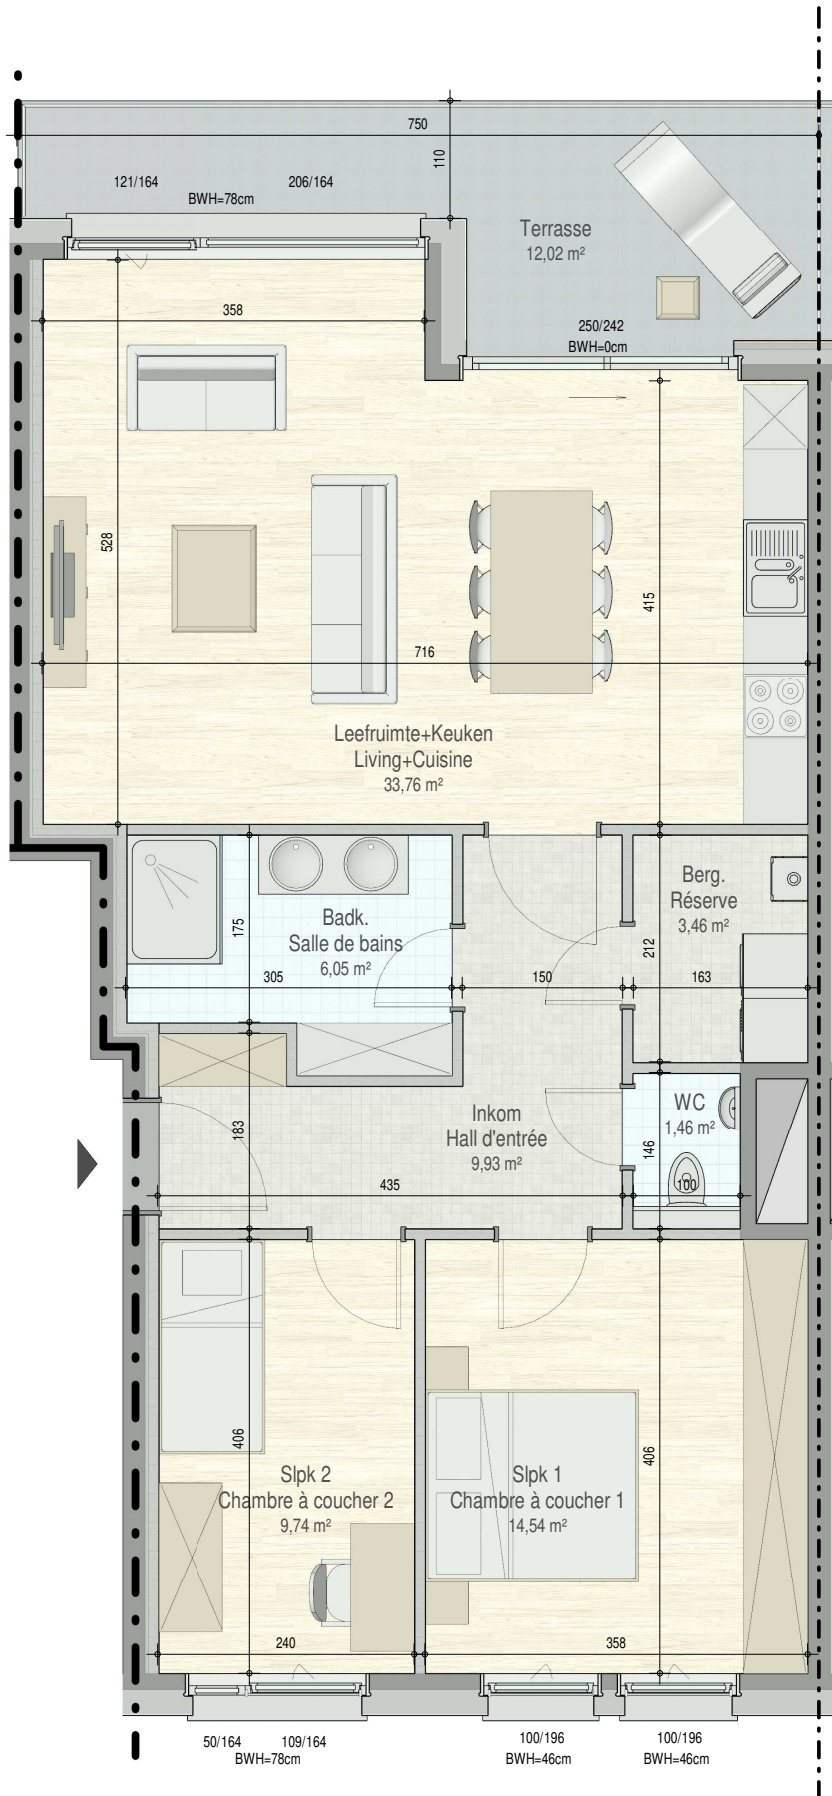 750
110
121/164
206/164
BWH=78cm
Terrasse
12,02 m²
358
250/242
BWH=0cm
528
415
716
Leefruimte+Keuken
Living+Cuisine
33,76 m²
175
Badk.
Salle de bains
6,05 m²
305
150
Berg.
Réserve
3,46 m²
212
163
183
Inkom
Hall d'entrée
9,93 m²
WC
1,46 m²
146
435
100
406
406
Slpk 2
Chambre à coucher 2
9,74 m²
Slpk 1
Chambre à coucher 1
14,54 m²
240
358
50/164
109/164
BWH=78cm
100/196
BWH=46cm
100/196
BWH=46cm